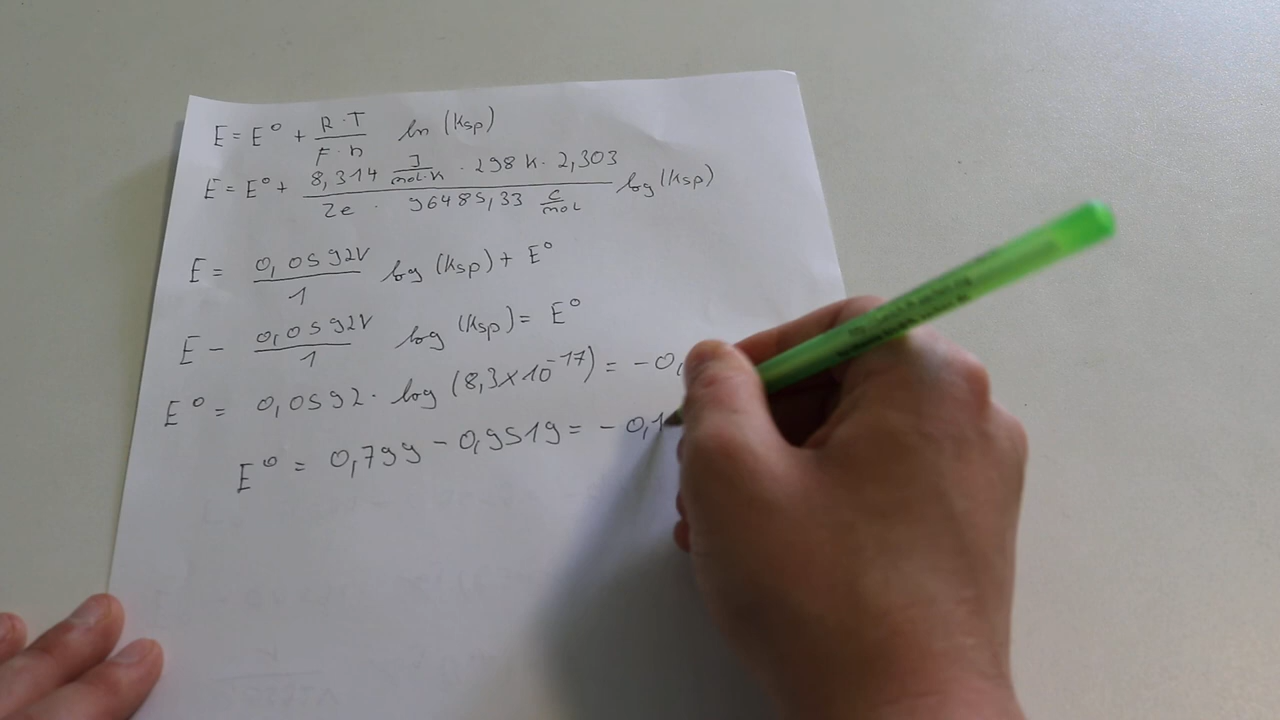 E = E° + R·T / F·n ln (Ksp)
E = E° + 8,314 J/mol·K · 298 K · 2,303 / 2e · 96485,33 C/mol log (Ksp)
E = 0,0592V / 1 log (Ksp) + E°
E - 0,0592V / 1 log (Ksp) = E°
E° = 0,0592 · log (8,3×10⁻¹⁷) = -0,
E° = 0,799 - 0,9519 = -0,1